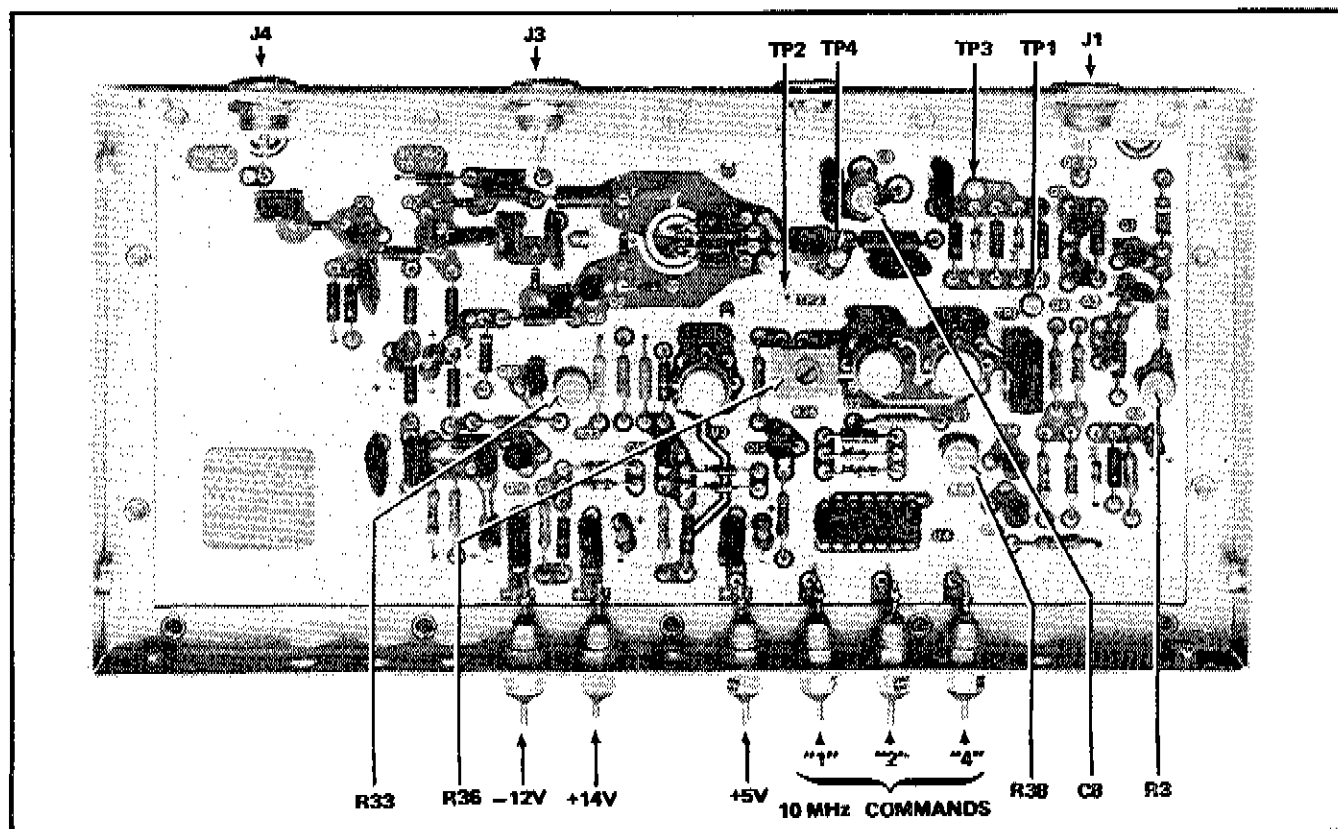 J4
J3
TP2
TP4
TP3
TP1
J1
R33
R36
-12V
+14V
+5V
"1"
"2"
"4"
R38
C8
R3
10 MHz COMMANDS